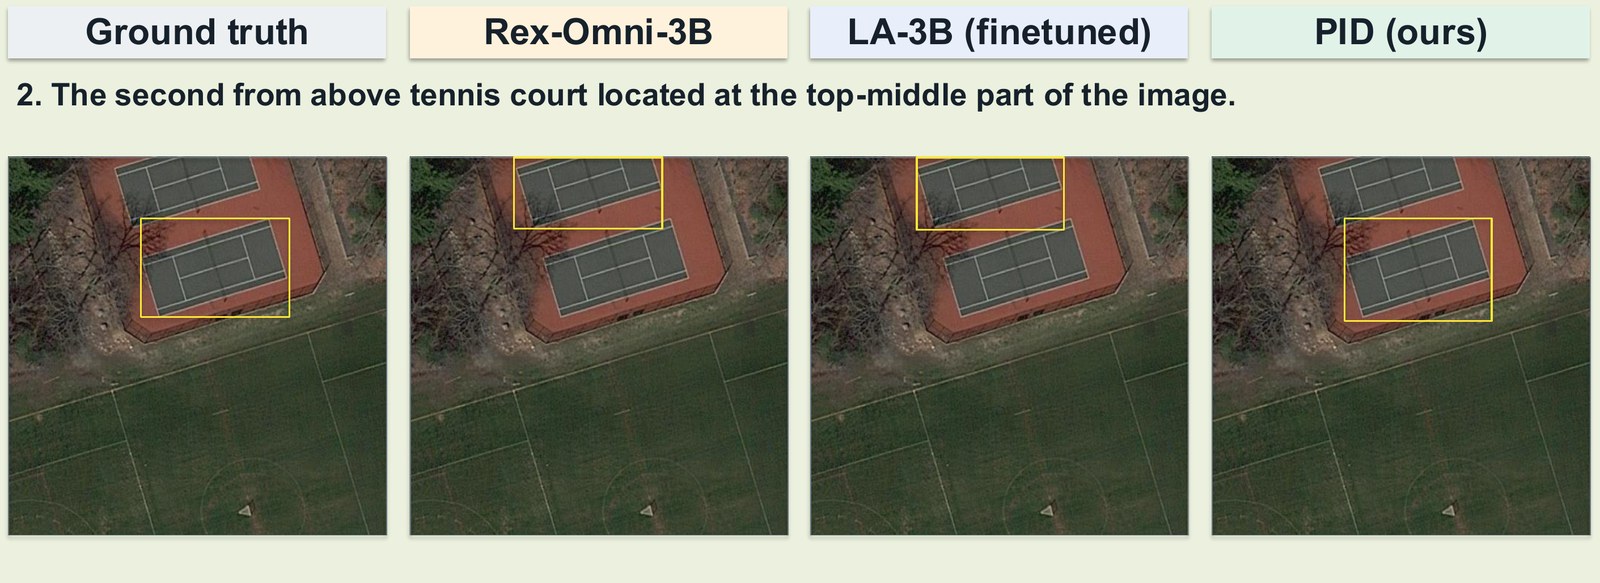 Ground truth
Rex-Omni-3B
LA-3B (finetuned)
PID (ours)
2. The second from above tennis court located at the top-middle part of the image.